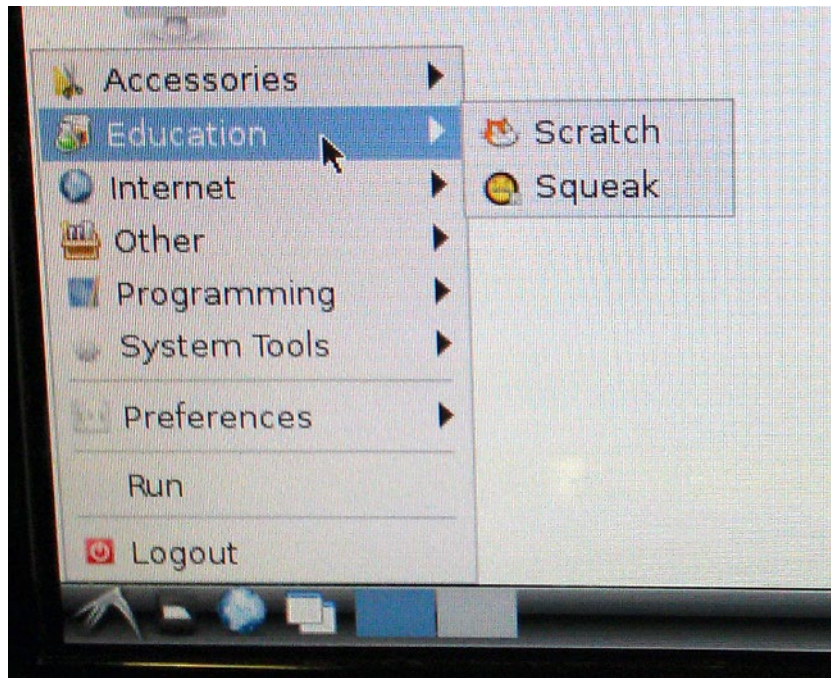 Accessories
Education
Scratch
Internet
Squeak
Other
Programming
System Tools
Preferences
Run
Logout